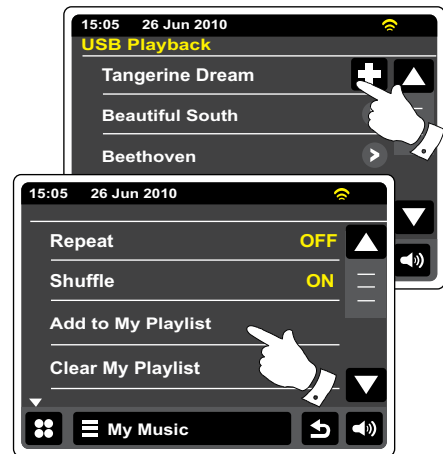 15:05 26 Jun 2010
USB Playback
Tangerine Dream
Beautiful South
Beethoven
15:05 26 Jun 2010
Repeat OFF
Shuffle ON
Add to My Playlist
Clear My Playlist
My Music